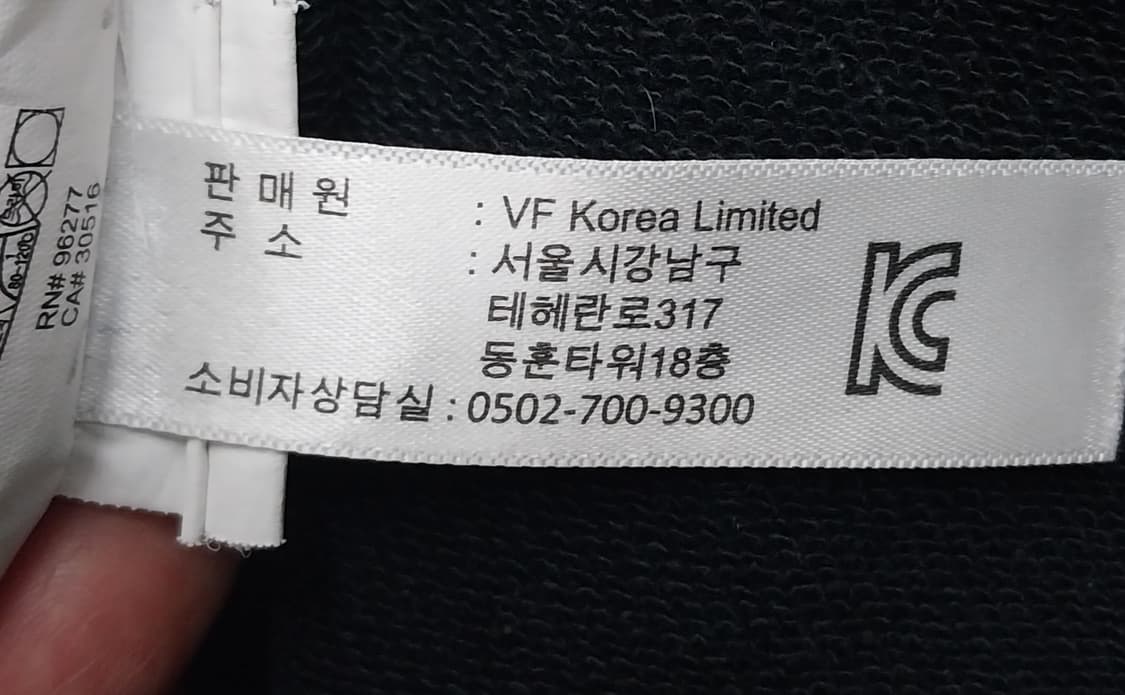 판매원 : VF Korea Limited
주소 : 서울시강남구
테헤란로317
동훈타워18층
소비자상담실 : 0502-700-9300
KC
RN# 96277
CA# 30516